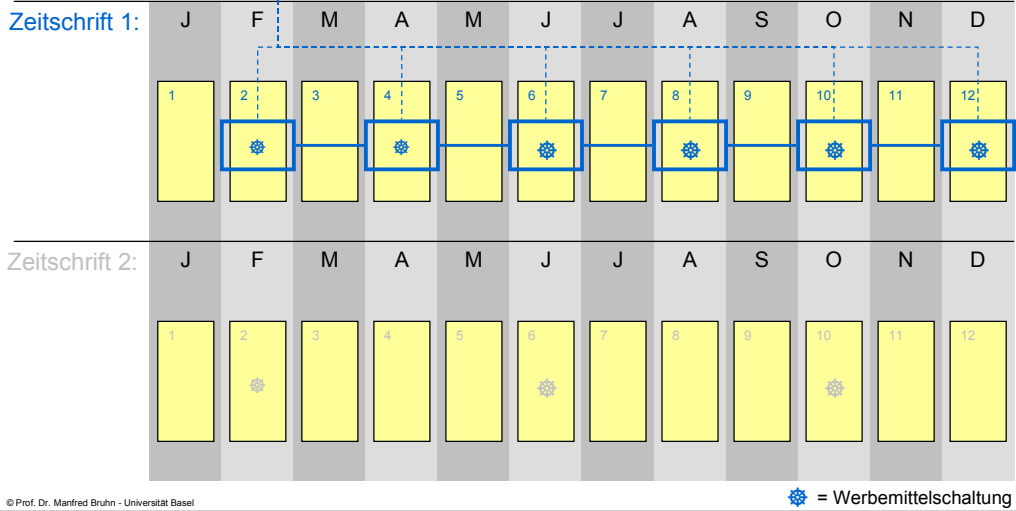 Zeitschrift 1: J F M A M J J A S O N D
1 2 3 4 5 6 7 8 9 10 11 12
Zeitschrift 2: J F M A M J J A S O N D
1 2 3 4 5 6 7 8 9 10 11 12
© Prof. Dr. Manfred Bruhn - Universität Basel
= Werbemittelschaltung